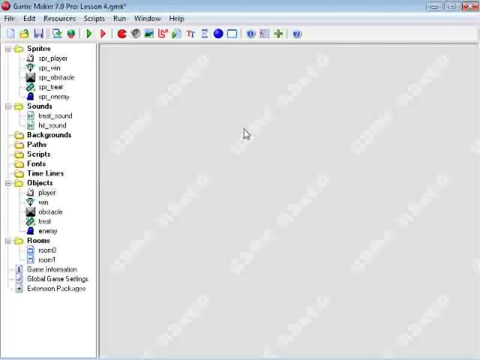 Game Maker 7.0 Pro: Lesson 4.gmk*
File Edit Resources Scripts Run Window Help
Sprites
spr_player
spr_win
spr_obstacle
spr_treat
spr_enemy
Sounds
treat_sound
hit_sound
Backgrounds
Paths
Scripts
Fonts
Time Lines
Objects
player
win
obstacle
treat
enemy
Rooms
room0
room1
Game Information
Global Game Settings
Extension Packages